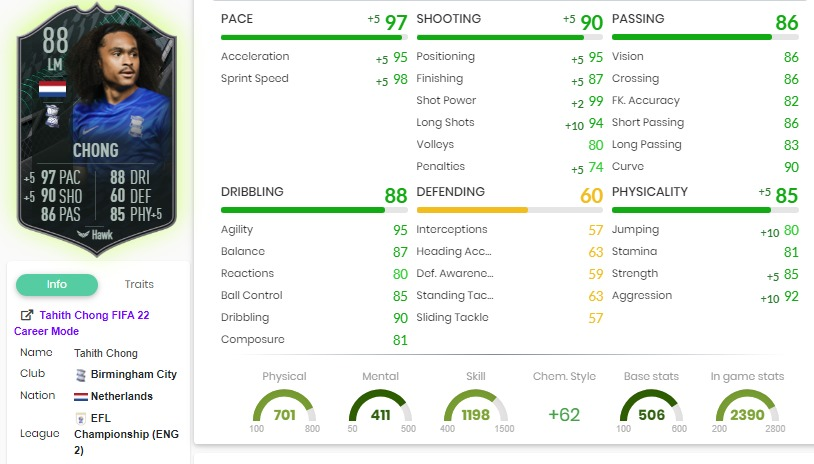 88
LM
CHONG
+5 97 PAC 88 DRI
+5 90 SHO 60 DEF
86 PAS 85 PHY+5
Hawk
Info Traits
Tahith Chong FIFA 22
Career Mode
Name Tahith Chong
Club Birmingham City
Nation Netherlands
League EFL
Championship (ENG
2)
PACE +5 97
Acceleration +5 95
Sprint Speed +5 98
SHOOTING +5 90
Positioning +5 95
Finishing +5 87
Shot Power +2 99
Long Shots +10 94
Volleys 80
Penalties +5 74
PASSING 86
Vision 86
Crossing 86
FK. Accuracy 82
Short Passing 86
Long Passing 83
Curve 90
DRIBBLING 88
Agility 95
Balance 87
Reactions 80
Ball Control 85
Dribbling 90
Composure 81
DEFENDING 60
Interceptions 57
Heading Acc... 63
Def. Awarene... 59
Standing Tac... 63
Sliding Tackle 57
PHYSICALITY +5 85
Jumping +10 80
Stamina 81
Strength +5 85
Aggression +10 92
Physical Mental Skill Chem. Style Base stats In game stats
701 411 1198 +62 506 2390
100 800 50 500 400 1500 100 600 200 2800